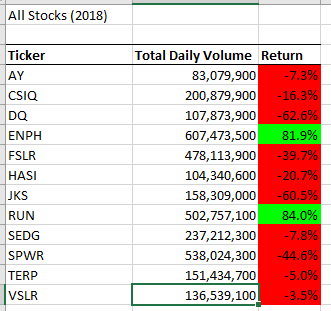 All Stocks (2018)
Ticker Total Daily Volume Return
AY 83,079,900 -7.3%
CSIQ 200,879,900 -16.3%
DQ 107,873,900 -62.6%
ENPH 607,473,500 81.9%
FSLR 478,113,900 -39.7%
HASI 104,340,600 -20.7%
JKS 158,309,000 -60.5%
RUN 502,757,100 84.0%
SEDG 237,212,300 -7.8%
SPWR 538,024,300 -44.6%
TERP 151,434,700 -5.0%
VSLR 136,539,100 -3.5%